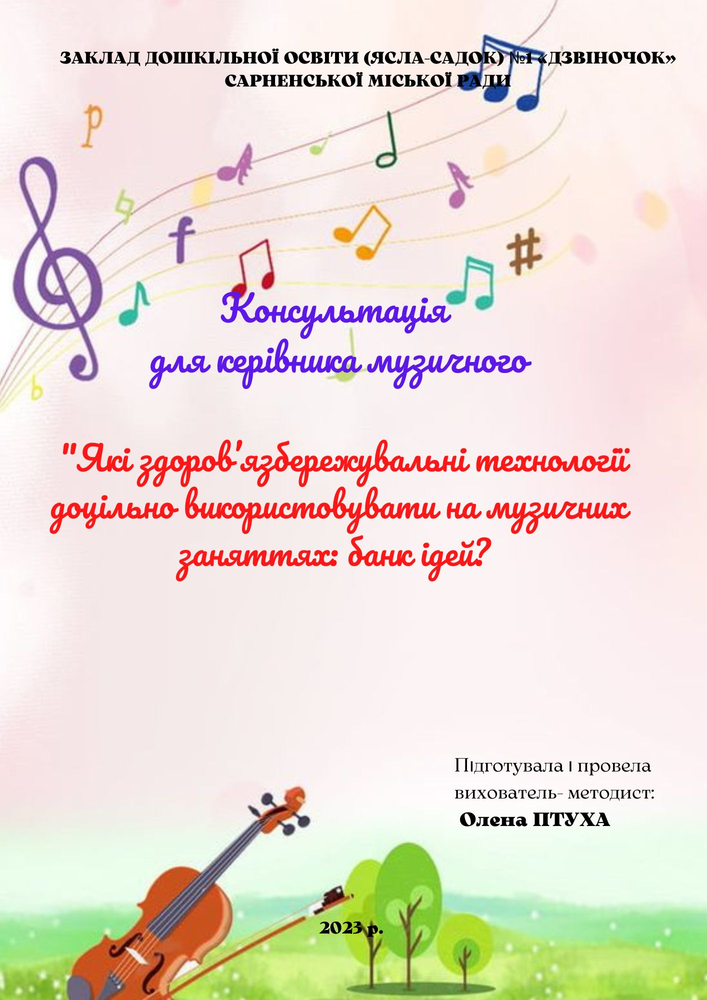 ЗАКЛАД ДОШКІЛЬНОЇ ОСВІТИ (ЯСЛА-САДОК) №1 «ДЗВІНОЧОК»
САРНЕНСЬКОЇ МІСЬКОЇ РАДИ
Консультація
для керівника музичного
"Які здоров'язбережувальні технології
доцільно використовувати на музичних
заняттях: банк ідей?
Підготувала і провела
вихователь- методист:
Олена ПТУХА
2023 р.